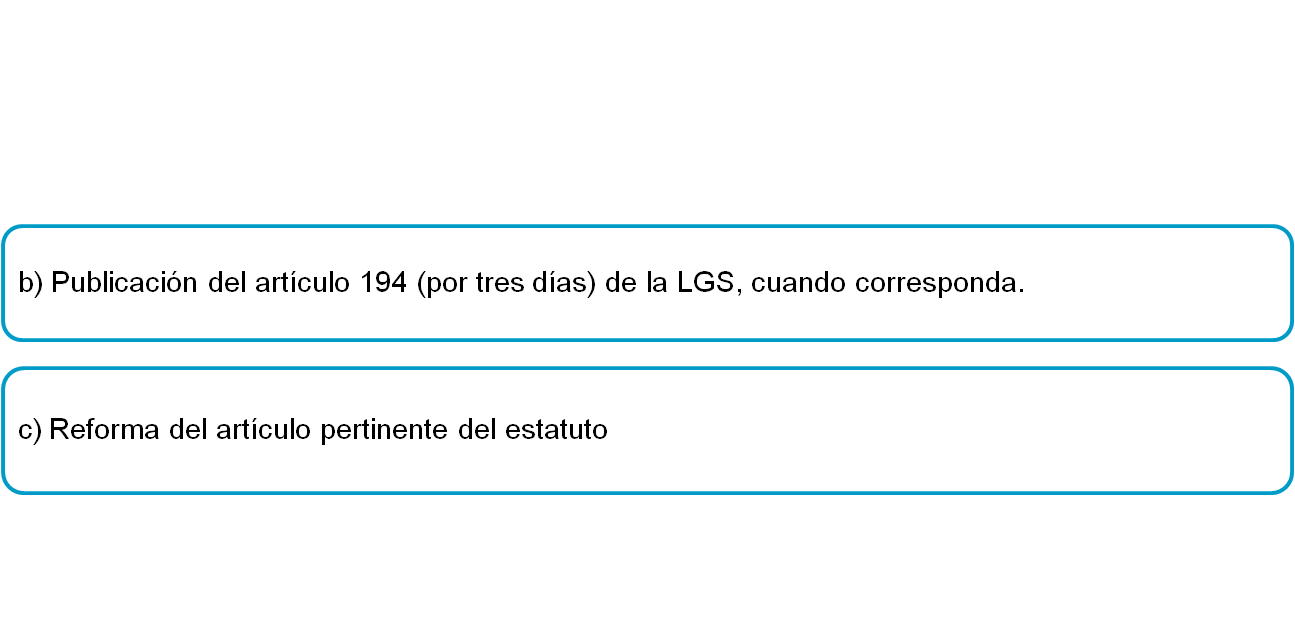 b) Publicación del artículo 194 (por tres días) de la LGS, cuando corresponda.
c) Reforma del artículo pertinente del estatuto